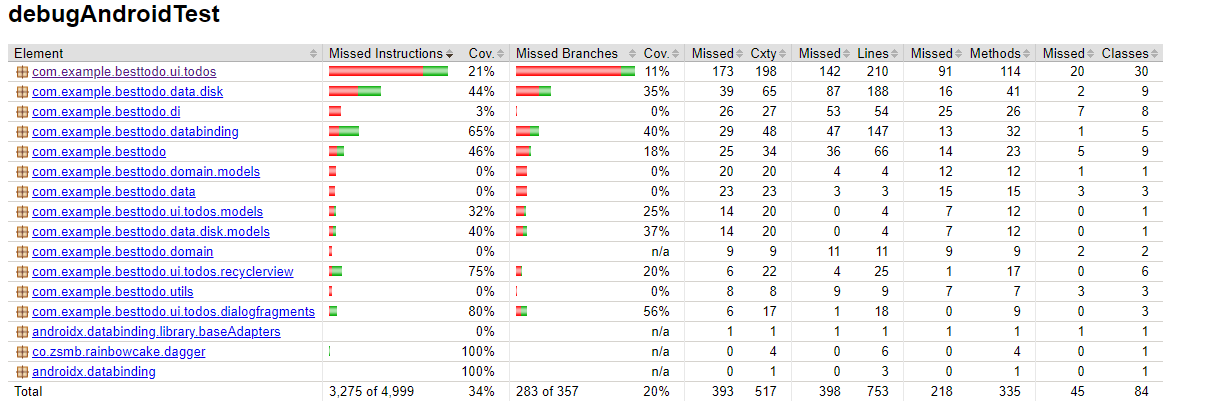 debugAndroidTest
Element Missed Instructions Cov. Missed Branches Cov. Missed Cxty Missed Lines Missed Methods Missed Classes
com.example.besttodo.ui.todos 21% 11% 173 198 142 210 91 114 20 30
com.example.besttodo.data.disk 44% 35% 39 65 87 188 16 41 2 9
com.example.besttodo.di 3% 0% 26 27 53 54 25 26 7 8
com.example.besttodo.databinding 65% 40% 29 48 47 147 13 32 1 5
com.example.besttodo 46% 18% 25 34 36 66 14 23 5 9
com.example.besttodo.domain.models 0% 0% 20 20 4 4 12 12 1 1
com.example.besttodo.data 0% 0% 23 23 3 3 15 15 3 3
com.example.besttodo.ui.todos.models 32% 25% 14 20 0 4 7 12 0 1
com.example.besttodo.data.disk.models 40% 37% 14 20 0 4 7 12 0 1
com.example.besttodo.domain 0% n/a 9 9 11 11 9 9 2 2
com.example.besttodo.ui.todos.recyclerview 75% 20% 6 22 4 25 1 17 0 6
com.example.besttodo.utils 0% 0% 8 8 9 9 7 7 3 3
com.example.besttodo.ui.todos.dialogfragments 80% 56% 6 17 1 18 0 9 0 3
androidx.databinding.library.baseAdapters 0% n/a 1 1 1 1 1 1 1 1
co.zsmb.rainbowcake.dagger 100% n/a 0 4 0 6 0 4 0 1
androidx.databinding 100% n/a 0 1 0 3 0 1 0 1
Total 3,275 of 4,999 34% 283 of 357 20% 393 517 398 753 218 335 45 84